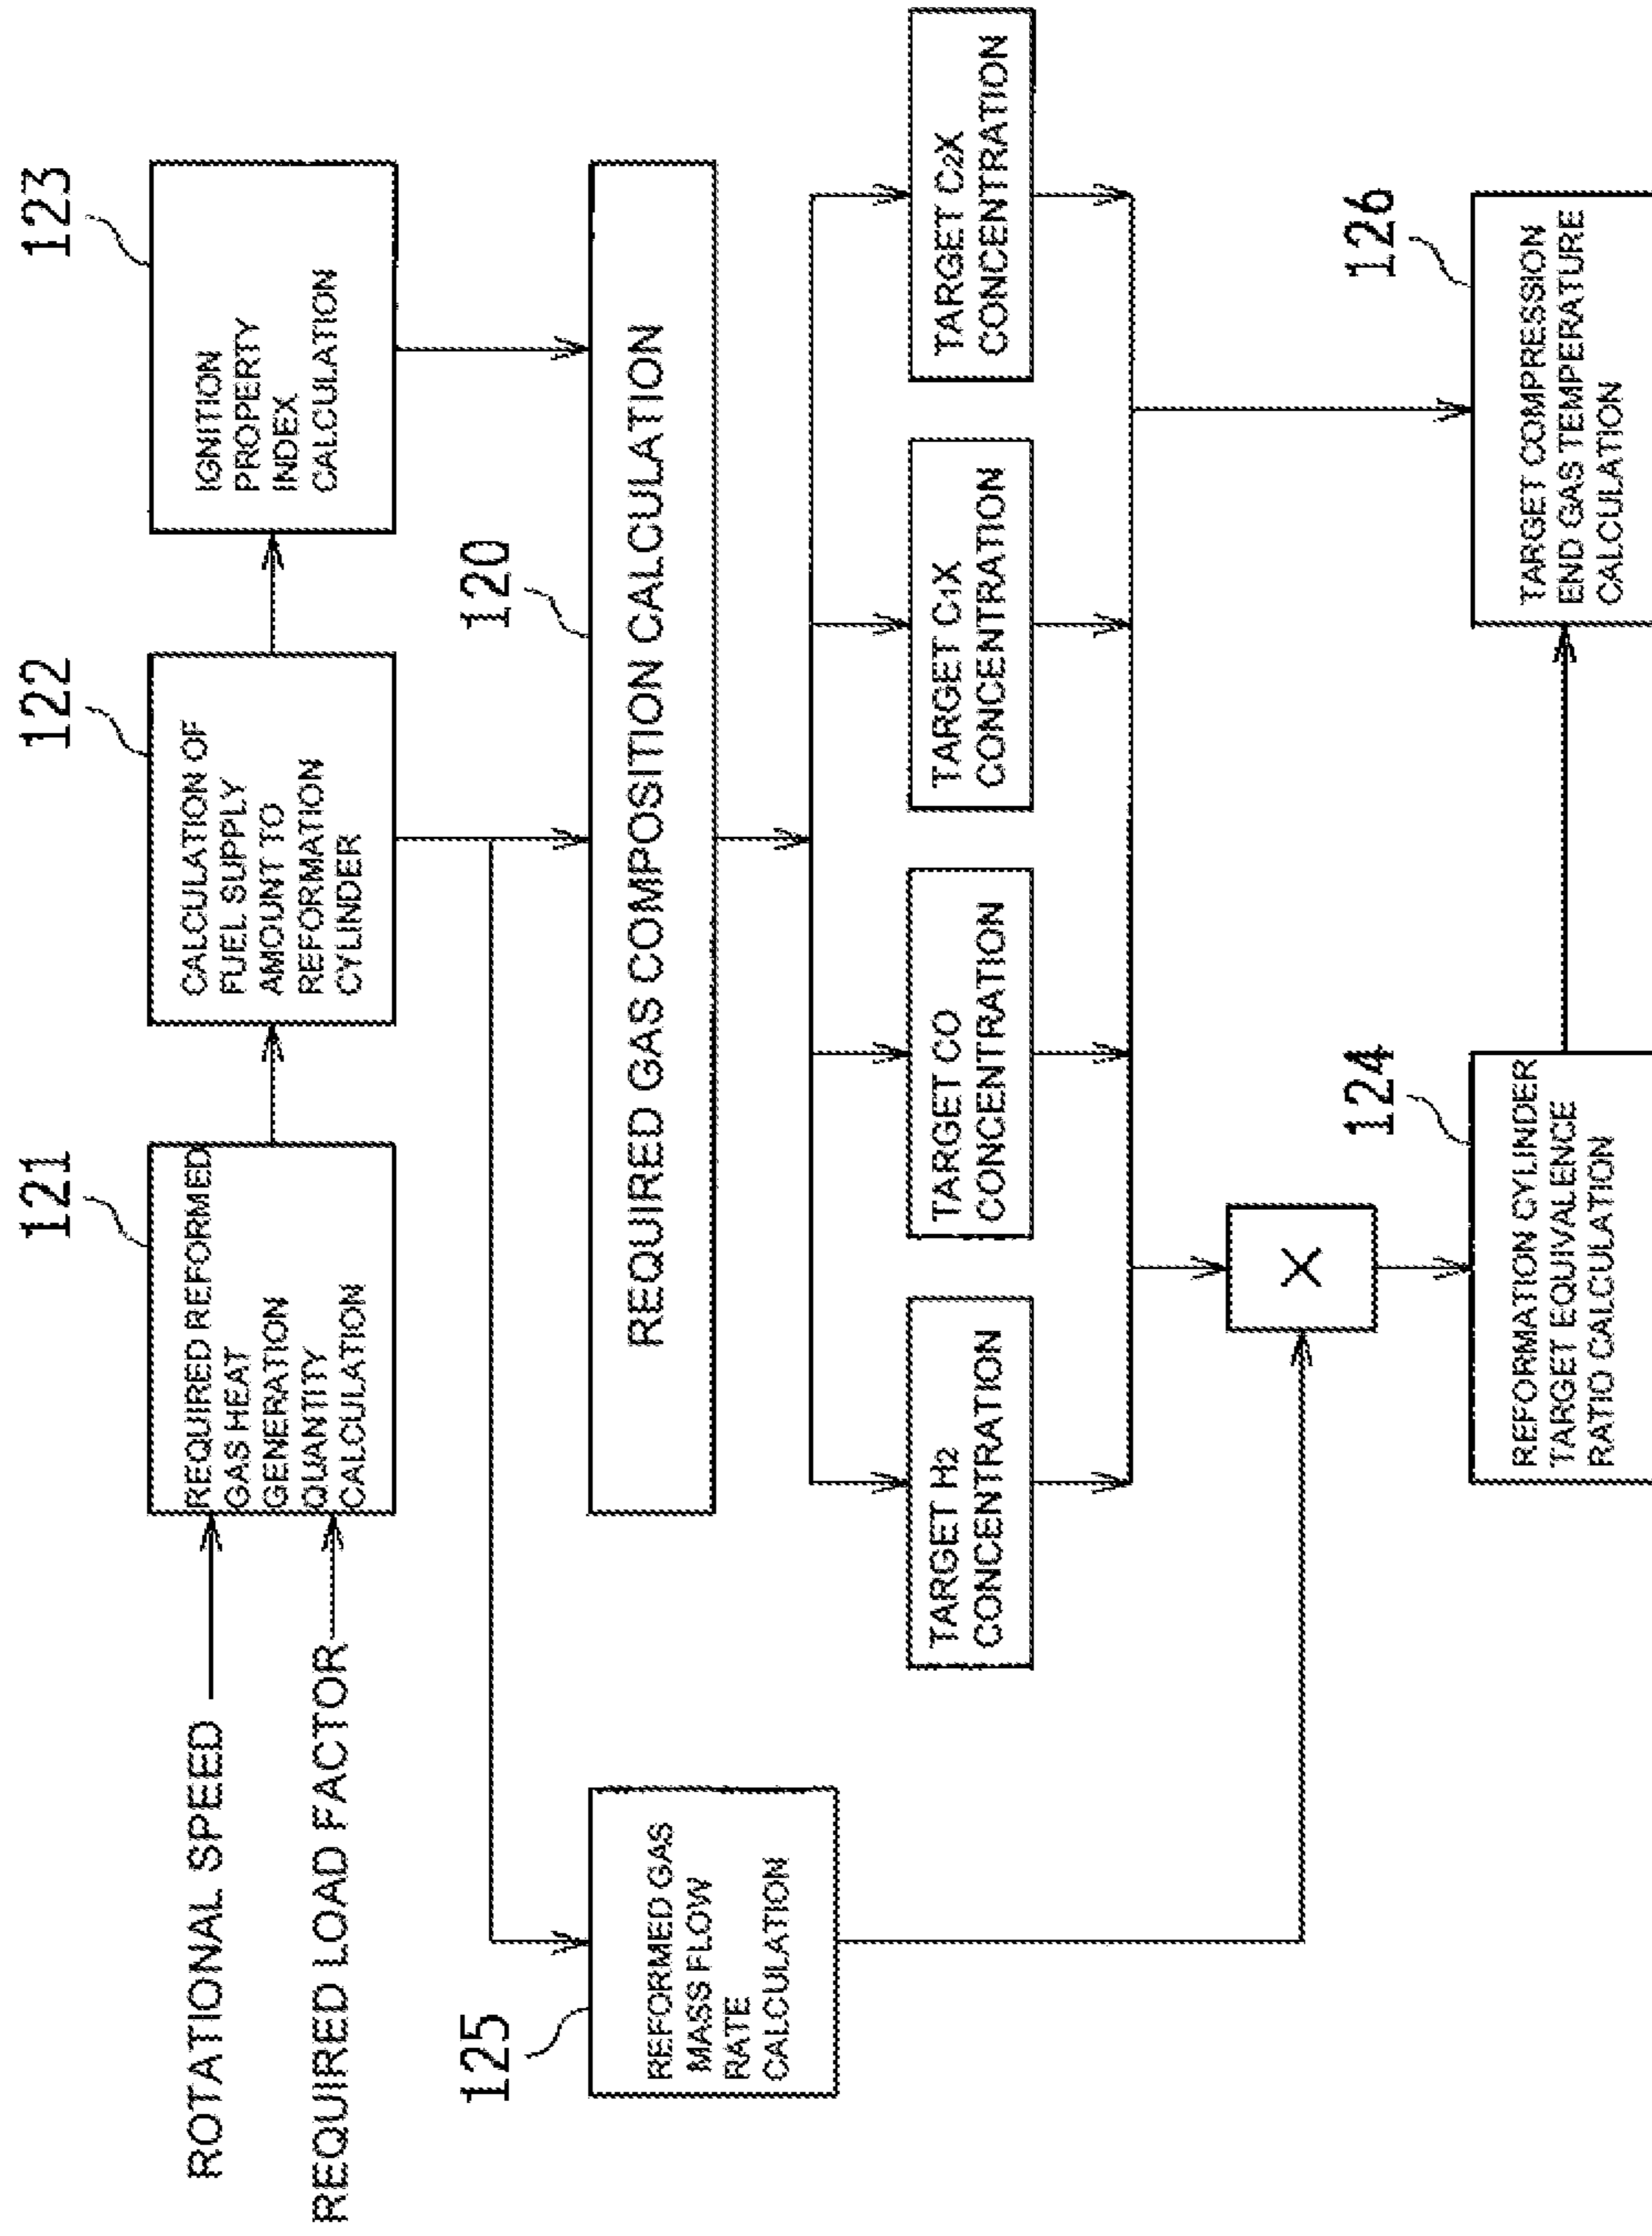 121
122
123
ROTATIONAL SPEED
REQUIRED LOAD FACTOR
REQUIRED REFORMED
GAS HEAT
GENERATION
QUANTITY
CALCULATION
CALCULATION OF
FUEL SUPPLY
AMOUNT TO
REFORMATION
CYLINDER
IGNITION
PROPERTY
INDEX
CALCULATION
125
120
REFORMED GAS
MASS FLOW
RATE
CALCULATION
REQUIRED GAS COMPOSITION CALCULATION
TARGET H2
CONCENTRATION
TARGET CO
CONCENTRATION
TARGET C1X
CONCENTRATION
TARGET C2X
CONCENTRATION
X
124
126
REFORMATION CYLINDER
TARGET EQUIVALENCE
RATIO CALCULATION
TARGET COMPRESSION
END GAS TEMPERATURE
CALCULATION